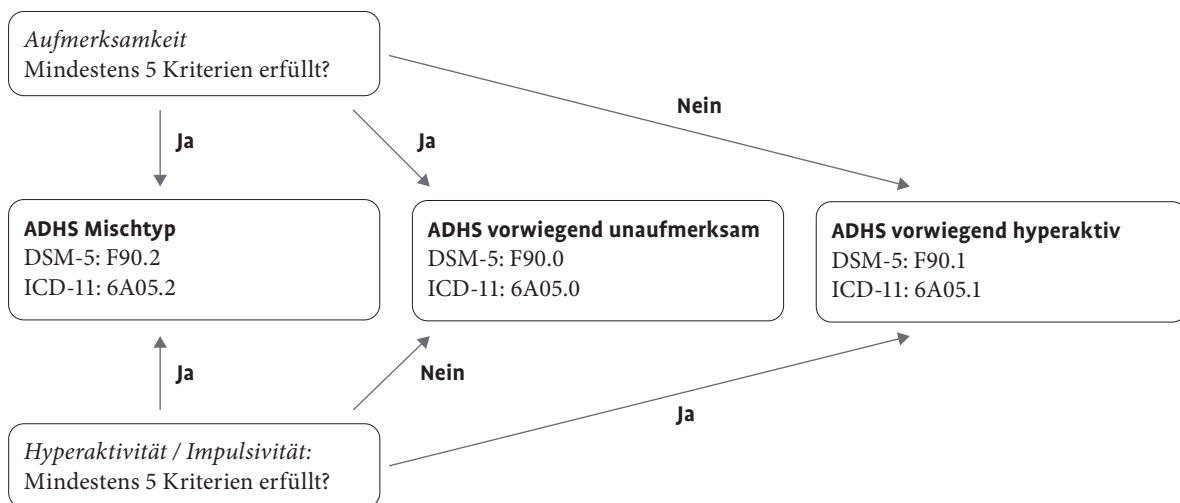 Aufmerksamkeit
Mindestens 5 Kriterien erfüllt?
Nein
Ja
Ja
ADHS Mischtyp
DSM-5: F90.2
ICD-11: 6A05.2
ADHS vorwiegend unaufmerksam
DSM-5: F90.0
ICD-11: 6A05.0
ADHS vorwiegend hyperaktiv
DSM-5: F90.1
ICD-11: 6A05.1
Ja
Nein
Ja
Hyperaktivität / Impulsivität:
Mindestens 5 Kriterien erfüllt?